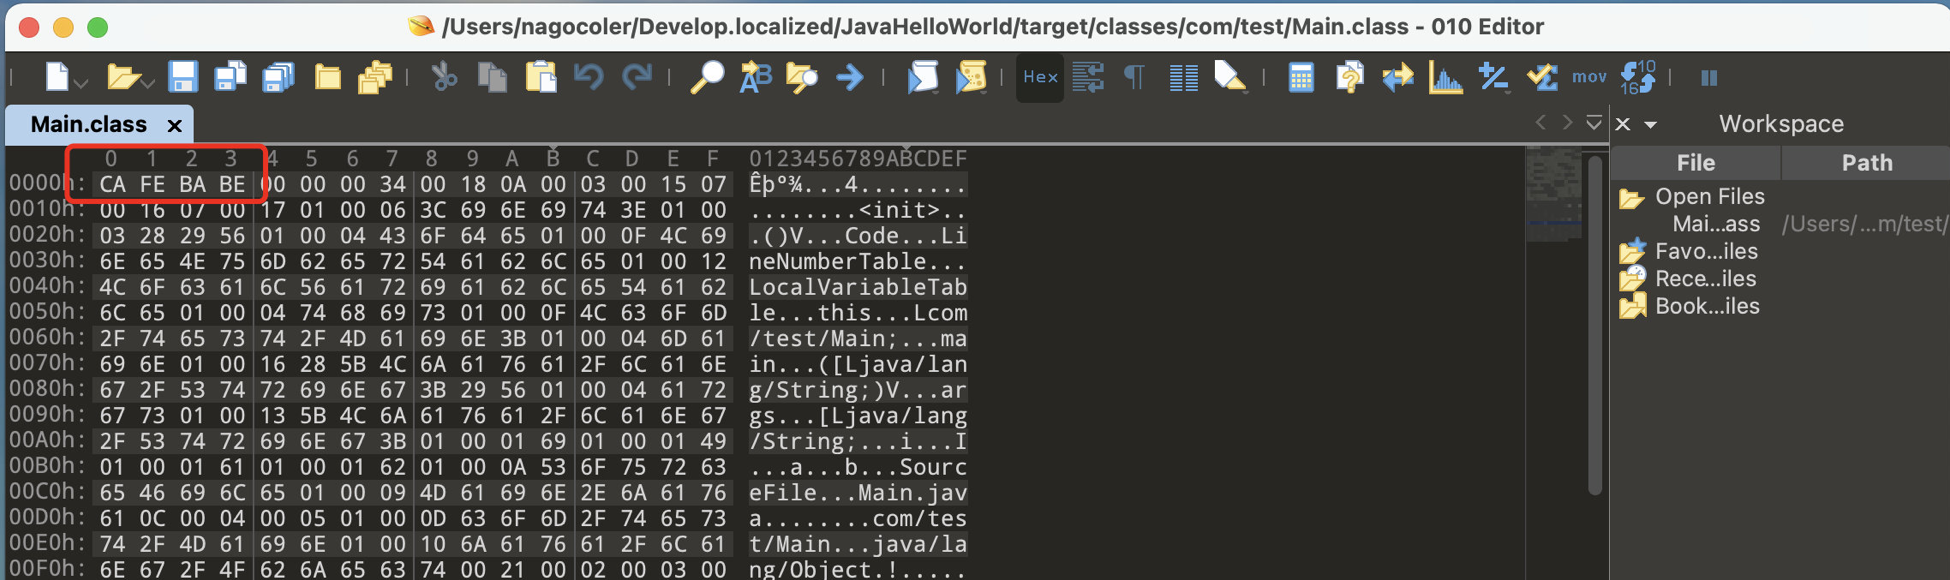 /Users/nagocoler/Develop.localized/JavaHelloWorld/target/classes/com/test/Main.class - 010 Editor
Hex mov 10 16
Main.class x
Workspace
0 1 2 3 4 5 6 7 8 9 A B C D E F 0123456789ABCDEF
File Path
0000h: CA FE BA BE 00 00 00 34 00 18 0A 00 03 00 15 07 Êþº¾...4........
0010h: 00 16 07 00 17 01 00 06 3C 69 6E 69 74 3E 01 00 ........<init>..
0020h: 03 28 29 56 01 00 04 43 6F 64 65 01 00 0F 4C 69 .()V...Code...Li
0030h: 6E 65 4E 75 6D 62 65 72 54 61 62 6C 65 01 00 12 neNumberTable...
0040h: 4C 6F 63 61 6C 56 61 72 69 61 62 6C 65 54 61 62 LocalVariableTab
0050h: 6C 65 01 00 04 74 68 69 73 01 00 0F 4C 63 6F 6D le...this...Lcom
0060h: 2F 74 65 73 74 2F 4D 61 69 6E 3B 01 00 04 6D 61 /test/Main;...ma
0070h: 69 6E 01 00 16 28 5B 4C 6A 61 76 61 2F 6C 61 6E in...([Ljava/lan
0080h: 67 2F 53 74 72 69 6E 67 3B 29 56 01 00 04 61 72 g/String;)V...ar
0090h: 67 73 01 00 13 5B 4C 6A 61 76 61 2F 6C 61 6E 67 gs...[Ljava/lang
00A0h: 2F 53 74 72 69 6E 67 3B 01 00 01 69 01 00 01 49 /String;...i...I
00B0h: 01 00 01 61 01 00 01 62 01 00 0A 53 6F 75 72 63 ...a...b...Sourc
00C0h: 65 46 69 6C 65 01 00 09 4D 61 69 6E 2E 6A 61 76 eFile...Main.jav
00D0h: 61 0C 00 04 00 05 01 00 0D 63 6F 6D 2F 74 65 73 a........com/tes
00E0h: 74 2F 4D 61 69 6E 01 00 10 6A 61 76 61 2F 6C 61 t/Main...java/la
00F0h: 6E 67 2F 4F 62 6A 65 63 74 00 21 00 02 00 03 00 ng/Object.!.....
Open Files
Mai...ass /Users/ ...m/test/
Favo...iles
Rece...iles
Book...iles